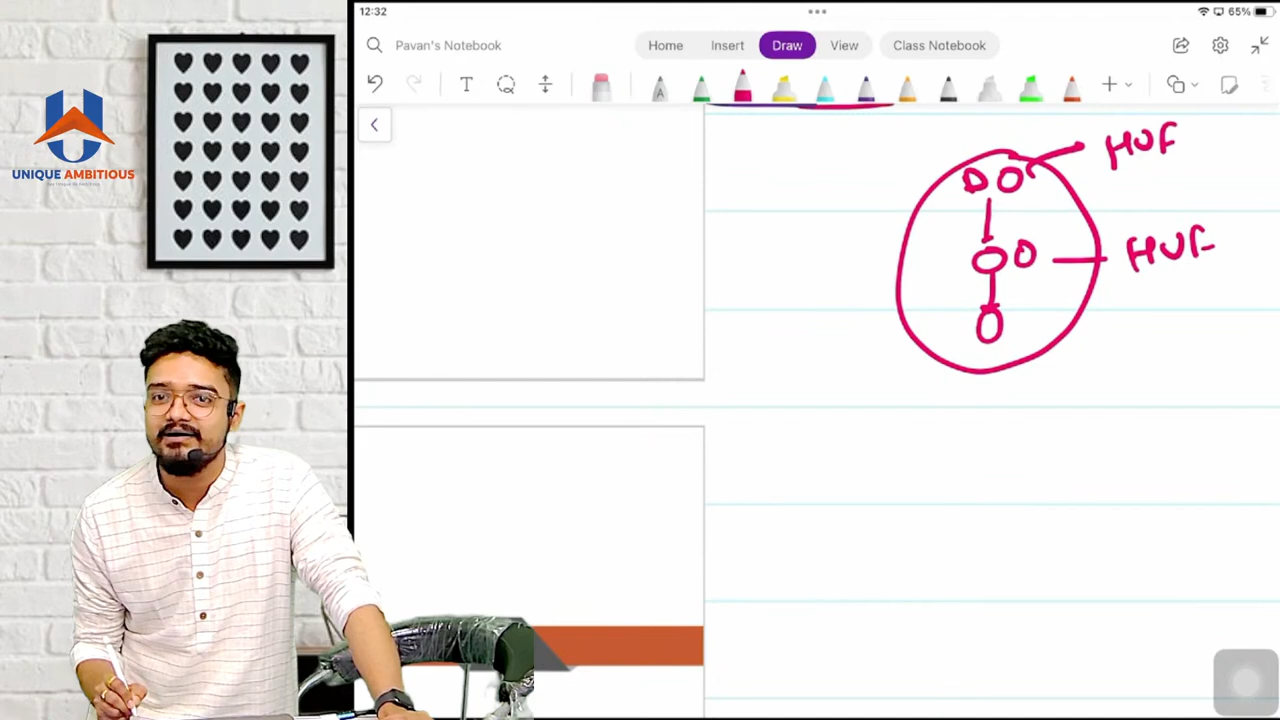 12:32
65%
Pavan's Notebook
Home Insert Draw View Class Notebook
UNIQUE AMBITIOUS
HUF
HUF